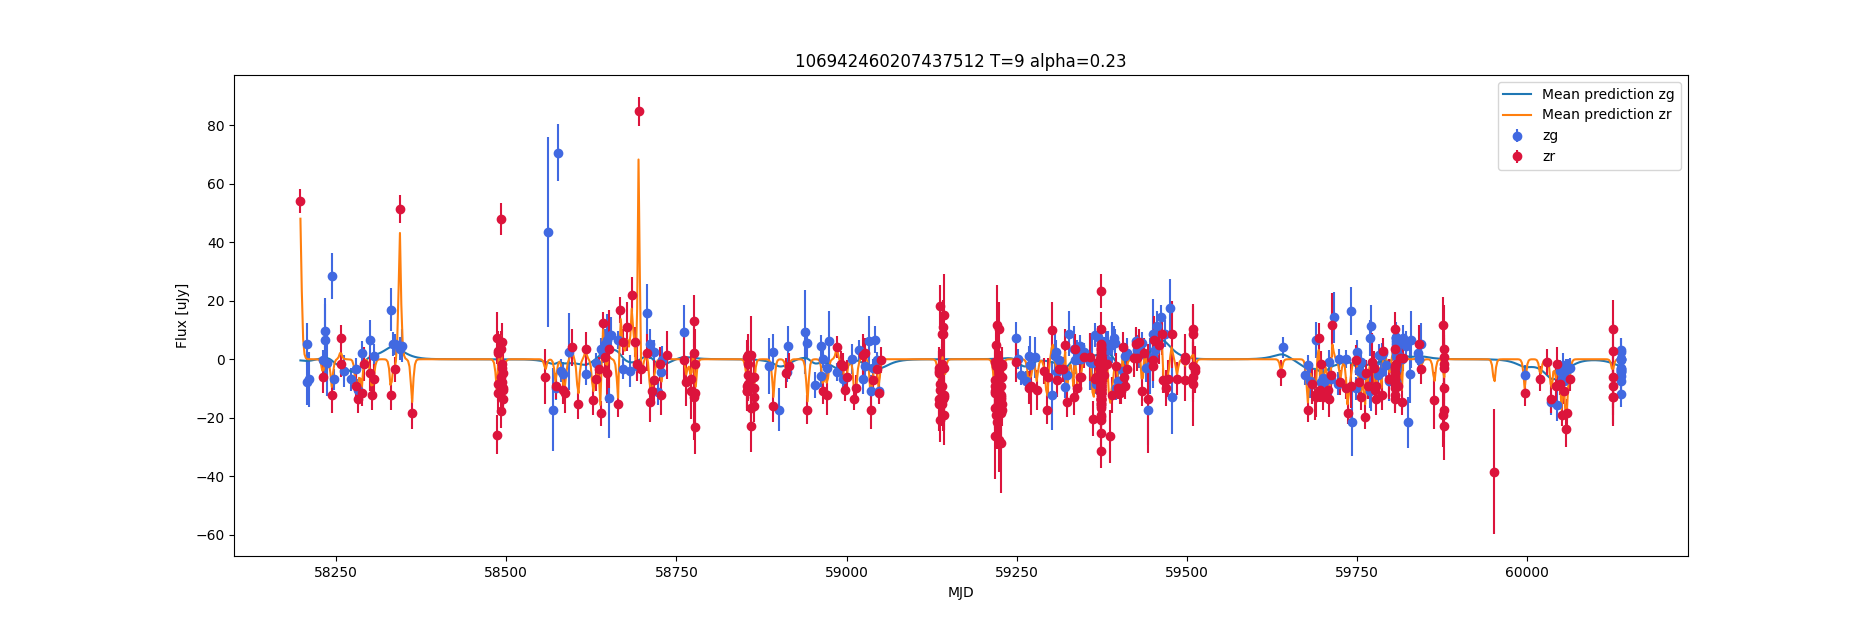 106942460207437512 T=9 alpha=0.23
Mean prediction zg
Mean prediction zr
zg
zr
Flux [uJy]
80
60
40
20
0
−20
−40
−60
58250 58500 58750 59000 59250 59500 59750 60000
MJD